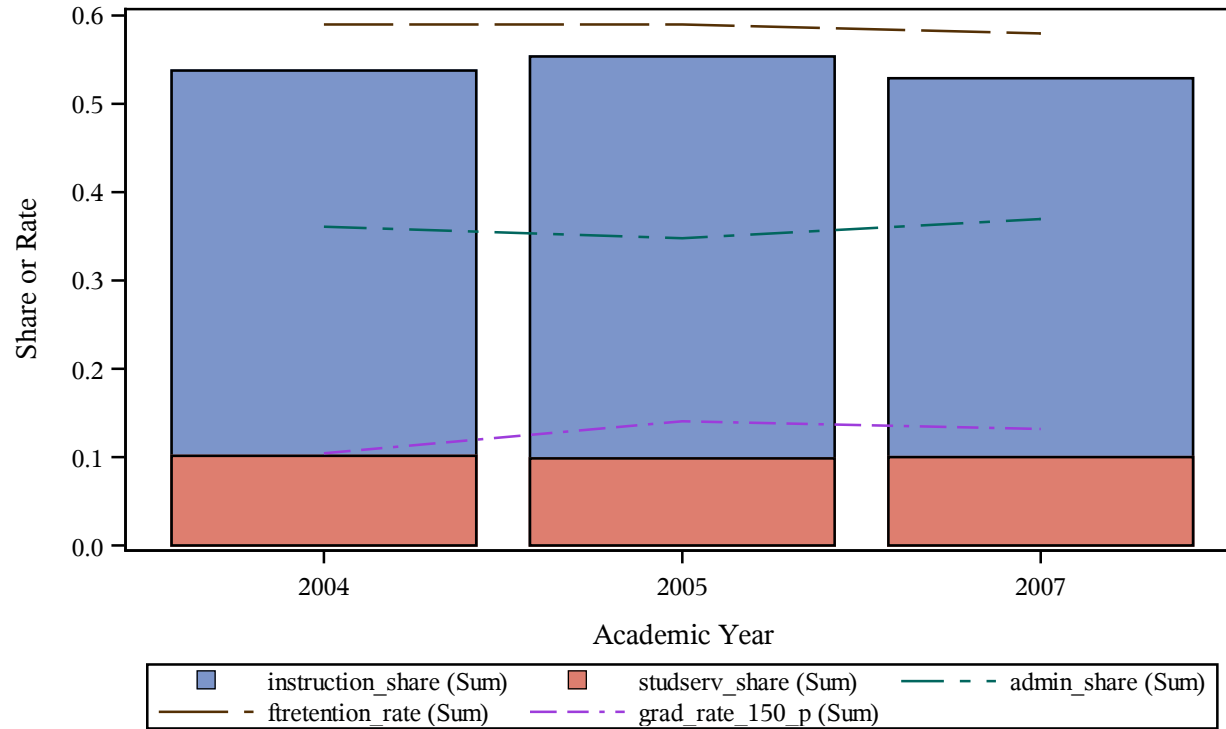 0.6
0.5
0.4
0.3
0.2
0.1
0.0
Share or Rate
2004 2005 2007
Academic Year
instruction_share (Sum) studserv_share (Sum) admin_share (Sum)
ftretention_rate (Sum) grad_rate_150_p (Sum)